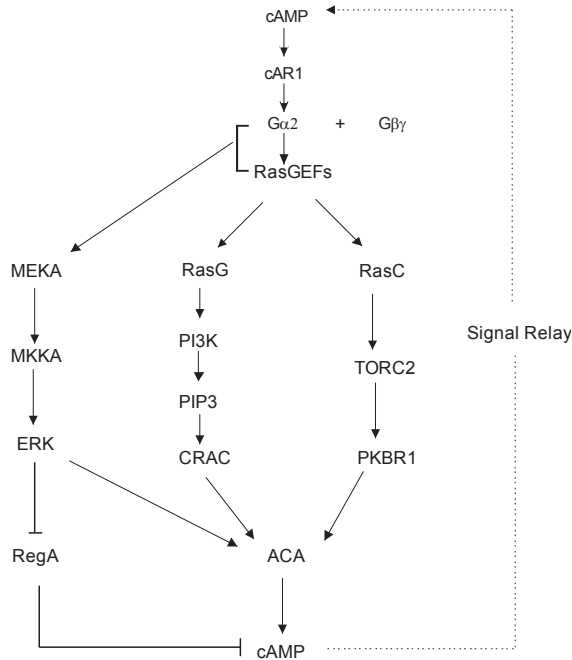 cAMP
cAR1
Gα2 + Gβγ
RasGEFs
MEKA RasG RasC
Signal Relay
PI3K
MKKA
TORC2
PIP3
ERK
CRAC PKBR1
RegA ACA
cAMP